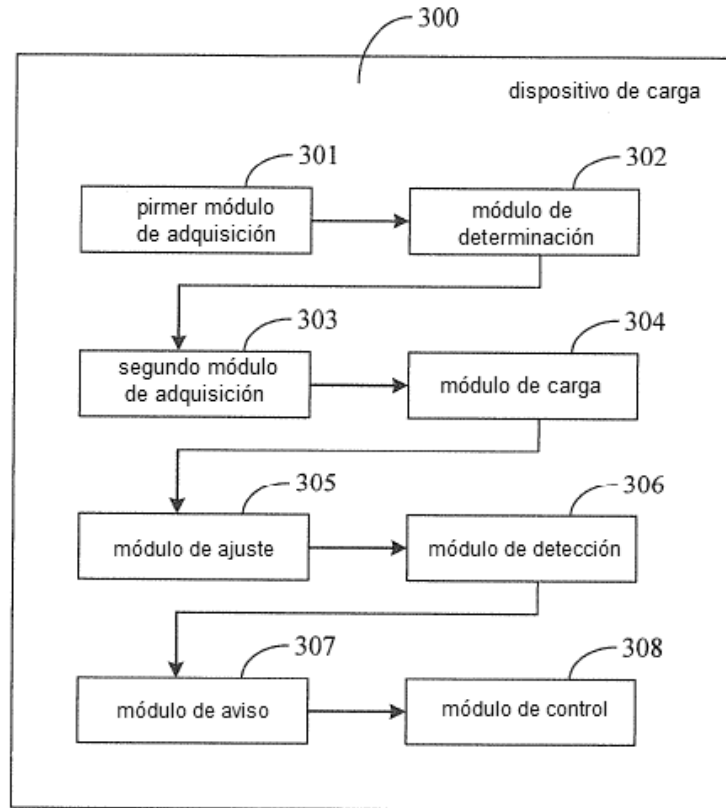 300
dispositivo de carga
301
302
pirmer módulo
de adquisición
módulo de
determinación
303
304
segundo módulo
de adquisición
módulo de carga
305
306
módulo de ajuste
módulo de detección
307
308
módulo de aviso
módulo de control